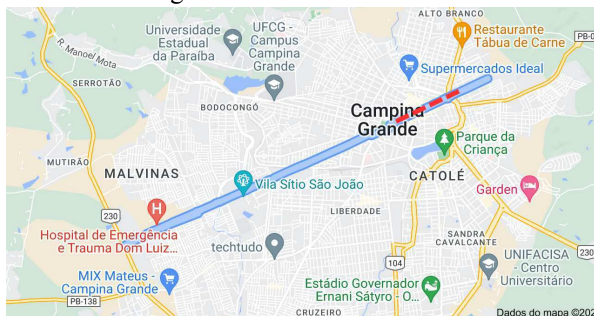 ALTO BRANCO
Universidade
Estadual
da Paraíba
UFCG -
Campus
Campina
Grande
Restaurante
Tábua de Carne
R. Manoel Mota
PB-0
Supermercados Ideal
SERROTÃO
BODOCONGÓ
Campina
Grande
Parque da
Criança
MUTIRÃO
MALVINAS
Vila Sítio São João
CATOLÉ
Garden
230
LIBERDADE
Hospital de Emergência
e Trauma Dom Luiz...
techtudo
SANDRA
CAVALCANTE
104
UNIFACISA -
Centro
Universitário
230
MIX Mateus -
Campina Grande
Estádio Governador
Ernani Sátyro - O...
PB-138
CRUZEIRO
Dados do mapa ©202